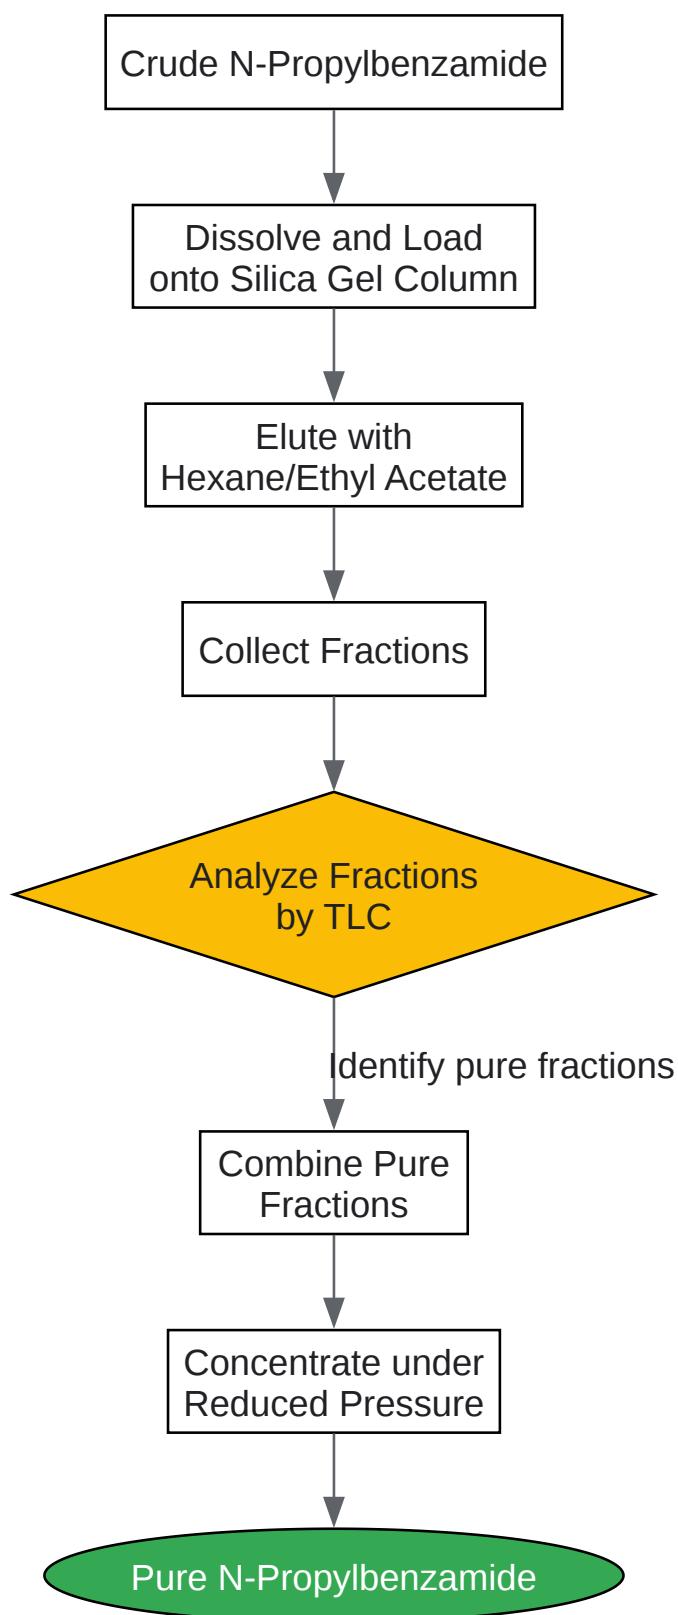 Crude N-Propylbenzamide
Dissolve and Load
onto Silica Gel Column
Elute with
Hexane/Ethyl Acetate
Collect Fractions
Analyze Fractions
by TLC
Identify pure fractions
Combine Pure
Fractions
Concentrate under
Reduced Pressure
Pure N-Propylbenzamide